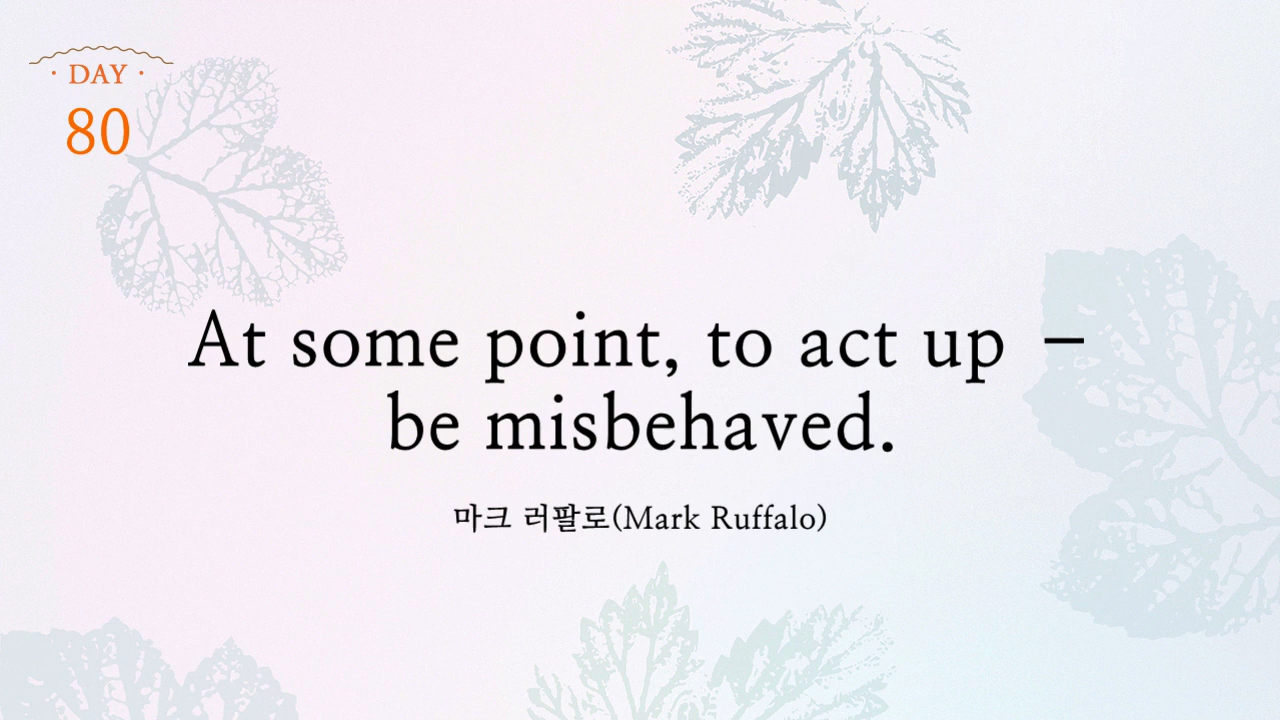 · DAY ·
80
At some point, to act up –
be misbehaved.
마크 러팔로(Mark Ruffalo)